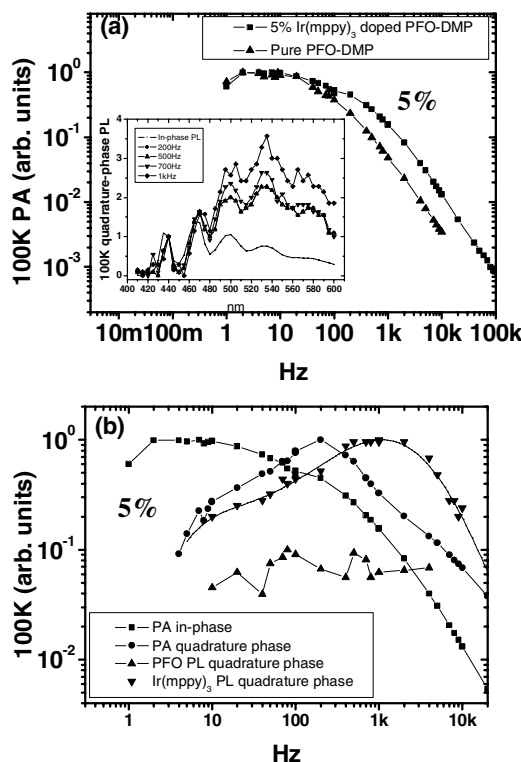 (a)
5% Ir(mppy)3 doped PFO-DMP
Pure PFO-DMP
5%
100K PA (arb. units)
10^0
10^-1
10^-2
10^-3
100K quadrature-phase PL
4
3
2
1
0
In-phase PL
200Hz
500Hz
700Hz
1kHz
400 420 440 460 480 500 520 540 560 580 600
nm
10m 100m 1 10 100 1k 10k 100k
Hz
(b)
5%
100K (arb. units)
10^0
10^-1
10^-2
PA in-phase
PA quadrature phase
PFO PL quadrature phase
Ir(mppy)3 PL quadrature phase
1 10 100 1k 10k
Hz